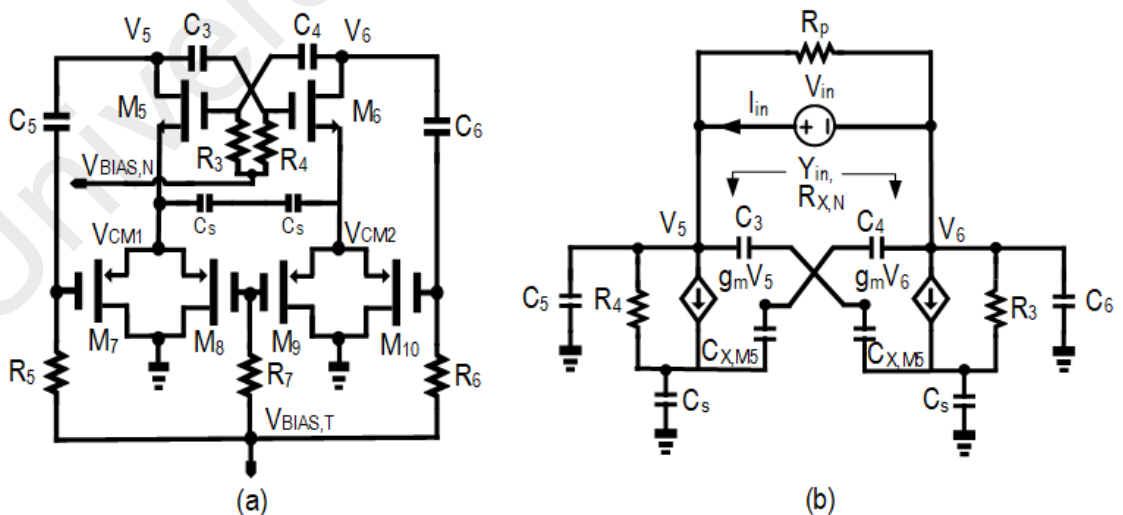 Univer
V5 C3 C4 V6
M5 M6
C5 C6
R3 R4
VBIAS,N
Cs Cs
VCM1 VCM2
M7 M8 M9 M10
R5 R7 R6
VBIAS,T
(a)
Rp
Vin
Iin
Yin,
RX,N
V5 C3 C4 V6
gmV5 gmV6
C5 R4 R3 C6
CX,M5 CX,M5
Cs Cs
(b)